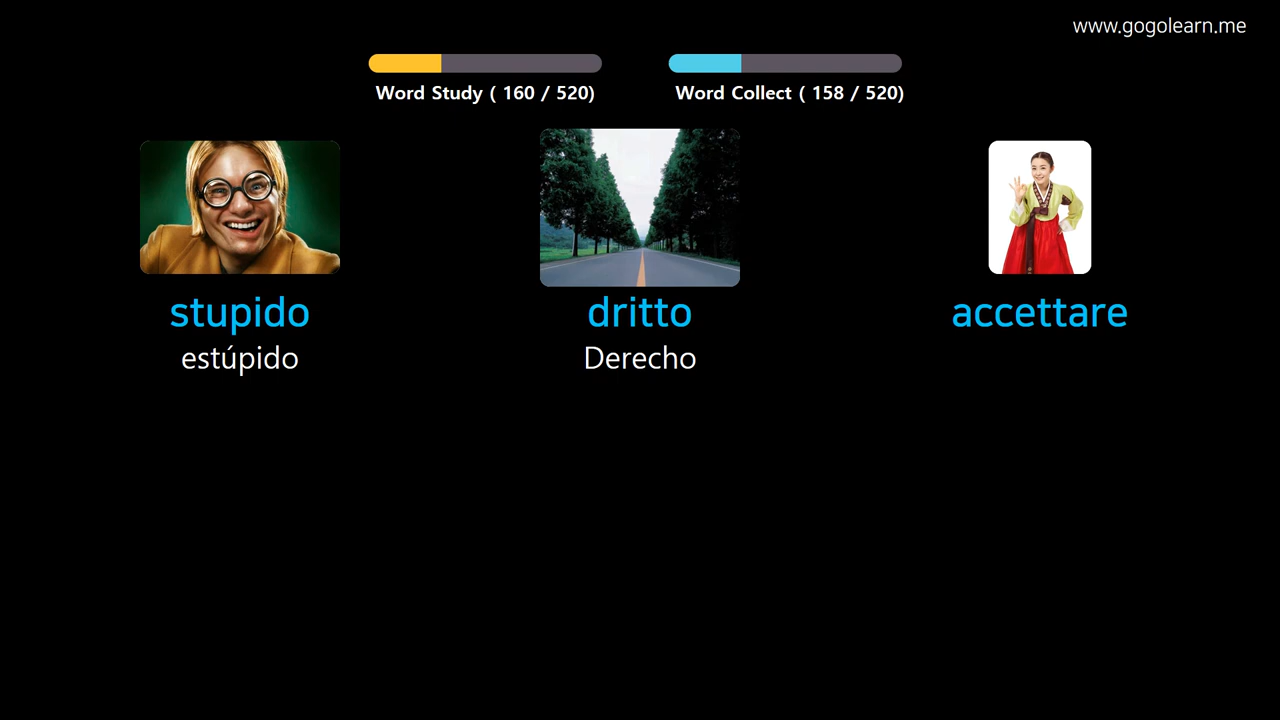 www.gogolearn.me
Word Study ( 160 / 520)
Word Collect ( 158 / 520)
stupido
dritto
accettare
estúpido
Derecho